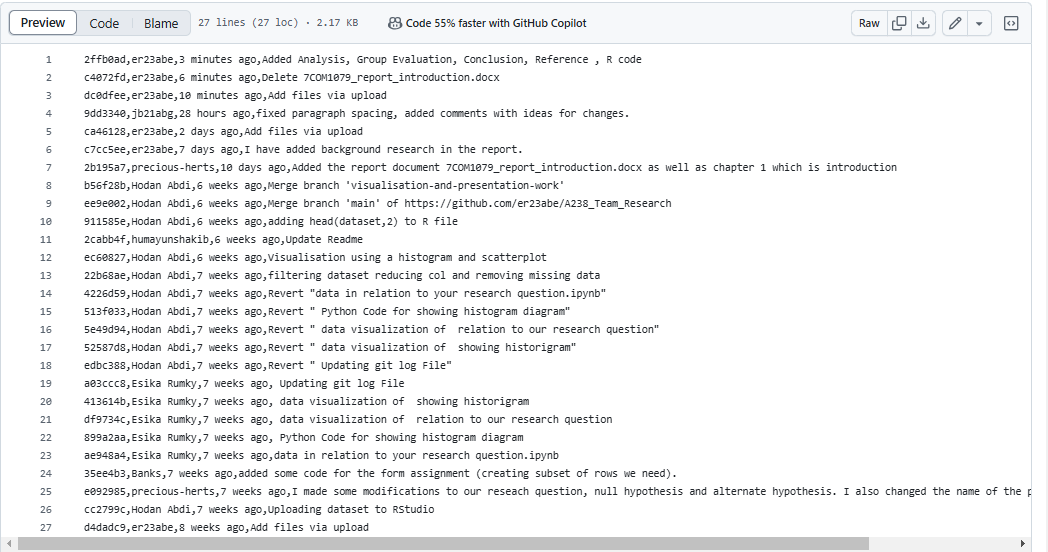 Preview Code Blame 27 lines (27 loc) · 2.17 KB Code 55% faster with GitHub Copilot Raw
1 2ffb0ad,er23abe,3 minutes ago,Added Analysis, Group Evaluation, Conclusion, Reference , R code
2 c4072fd,er23abe,6 minutes ago,Delete 7COM1079_report_introduction.docx
3 dc0dfee,er23abe,10 minutes ago,Add files via upload
4 9dd3340,jb21abg,28 hours ago,fixed paragraph spacing, added comments with ideas for changes.
5 ca46128,er23abe,2 days ago,Add files via upload
6 c7cc5ee,er23abe,7 days ago,I have added background research in the report.
7 2b195a7,precious-herts,10 days ago,Added the report document 7COM1079_report_introduction.docx as well as chapter 1 which is introduction
8 b56f28b,Hodan Abdi,6 weeks ago,Merge branch 'visualisation-and-presentation-work'
9 ee9e002,Hodan Abdi,6 weeks ago,Merge branch 'main' of https://github.com/er23abe/A238_Team_Research
10 911585e,Hodan Abdi,6 weeks ago,adding head(dataset,2) to R file
11 2cabb4f,humayunshakib,6 weeks ago,Update Readme
12 ec60827,Hodan Abdi,6 weeks ago,Visualisation using a histogram and scatterplot
13 22b68ae,Hodan Abdi,7 weeks ago,filtering dataset reducing col and removing missing data
14 4226d59,Hodan Abdi,7 weeks ago,Revert "data in relation to your research question.ipynb"
15 513f033,Hodan Abdi,7 weeks ago,Revert " Python Code for showing histogram diagram"
16 5e49d94,Hodan Abdi,7 weeks ago,Revert " data visualization of  relation to our research question"
17 52587d8,Hodan Abdi,7 weeks ago,Revert " data visualization of  showing historigram"
18 edbc388,Hodan Abdi,7 weeks ago,Revert " Updating git log File"
19 a03ccc8,Esika Rumky,7 weeks ago, Updating git log File
20 413614b,Esika Rumky,7 weeks ago, data visualization of  showing historigram
21 df9734c,Esika Rumky,7 weeks ago, data visualization of  relation to our research question
22 899a2aa,Esika Rumky,7 weeks ago, Python Code for showing histogram diagram
23 ae948a4,Esika Rumky,7 weeks ago,data in relation to your research question.ipynb
24 35ee4b3,Banks,7 weeks ago,added some code for the form assignment (creating subset of rows we need).
25 e092985,precious-herts,7 weeks ago,I made some modifications to our reseach question, null hypothesis and alternate hypothesis. I also changed the name of the p
26 cc2799c,Hodan Abdi,7 weeks ago,Uploading dataset to RStudio
27 d4dadc9,er23abe,8 weeks ago,Add files via upload